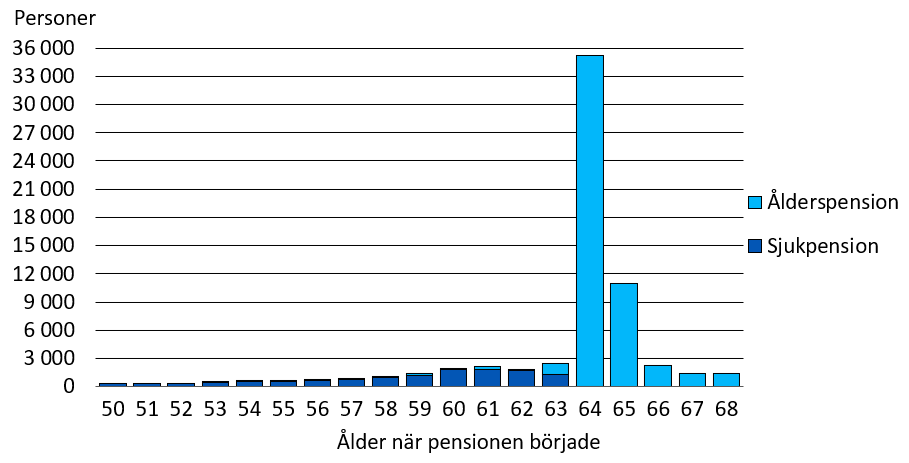 Personer
36 000
33 000
30 000
27 000
24 000
21 000
18 000
15 000
12 000
9 000
6 000
3 000
0
Ålderspension
Sjukpension
50 51 52 53 54 55 56 57 58 59 60 61 62 63 64 65 66 67 68
Ålder när pensionen började